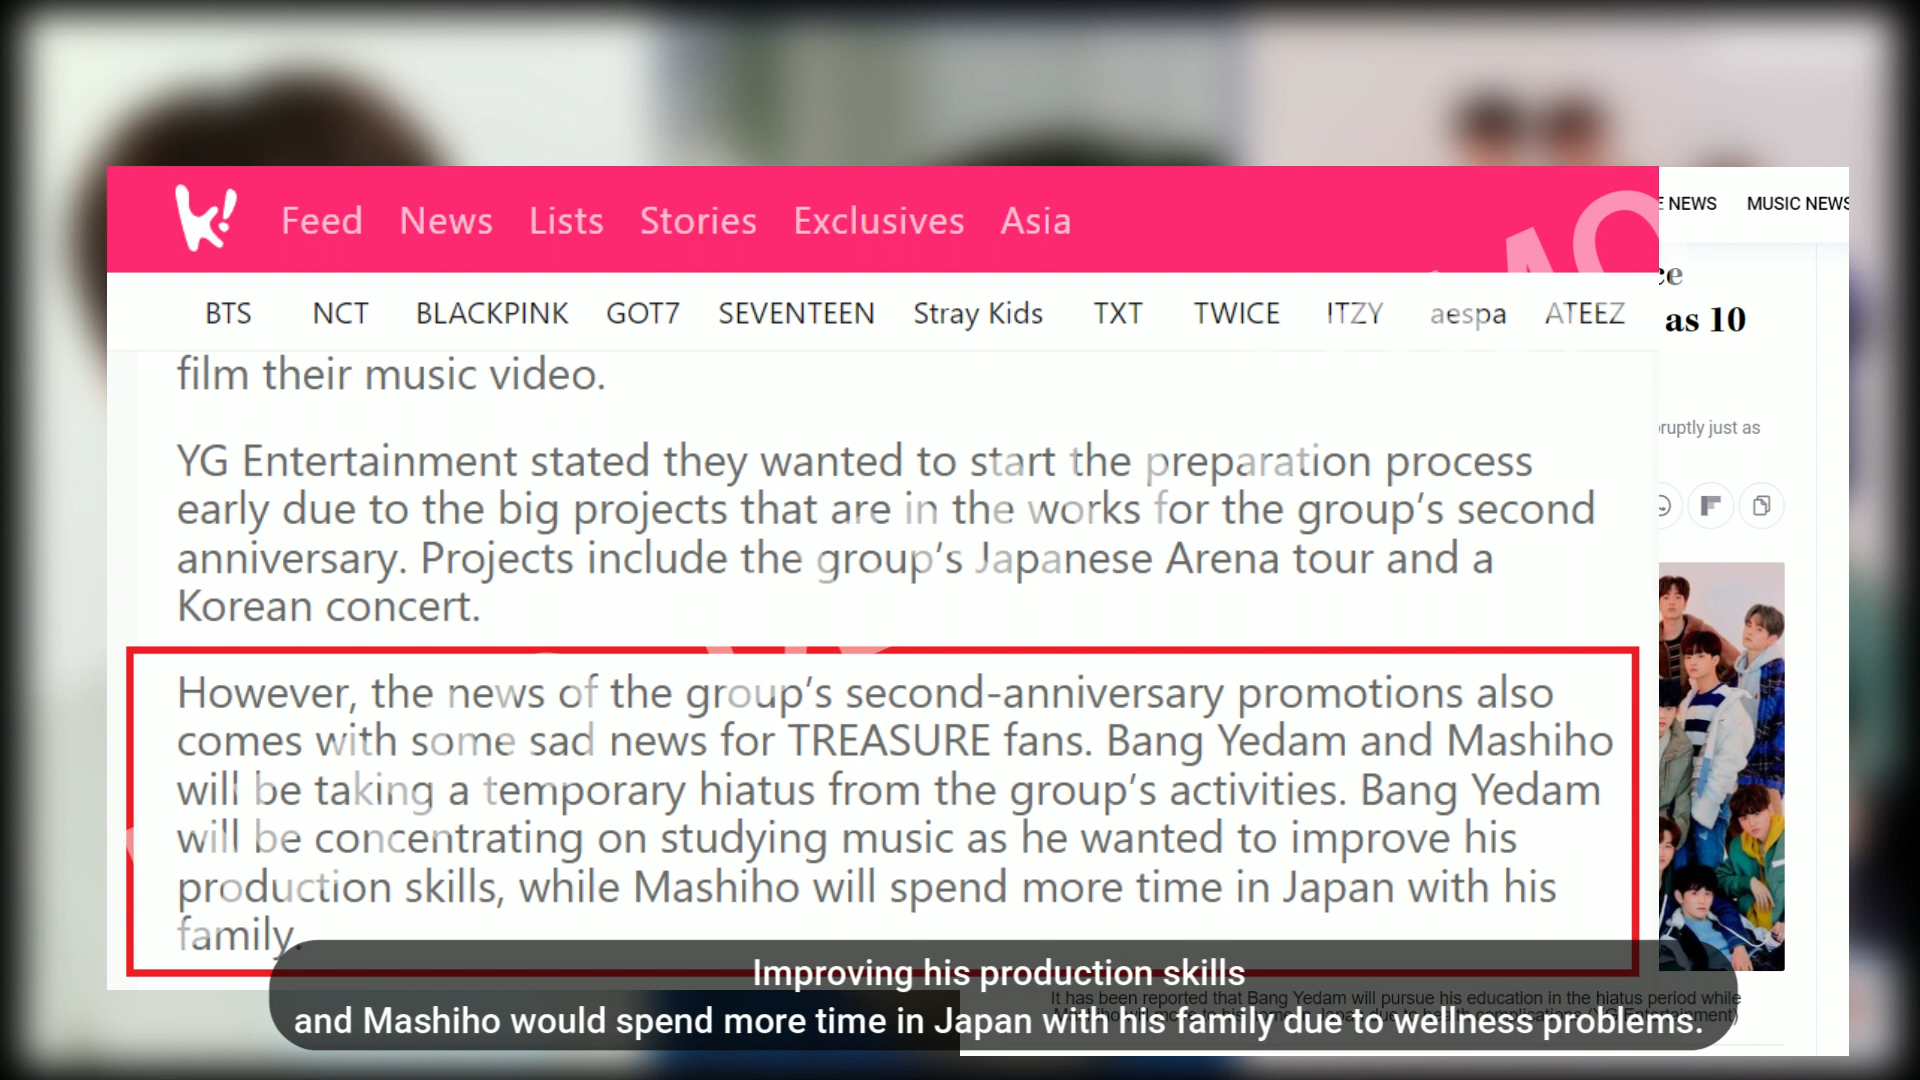 k!
Feed News Lists Stories Exclusives Asia
BTS NCT BLACKPINK GOT7 SEVENTEEN Stray Kids TXT TWICE ITZY aespa ATEEZ
film their music video.
YG Entertainment stated they wanted to start the preparation process
early due to the big projects that are in the works for the group’s second
anniversary. Projects include the group’s Japanese Arena tour and a
Korean concert.
However, the news of the group’s second-anniversary promotions also
comes with some sad news for TREASURE fans. Bang Yedam and Mashiho
will be taking a temporary hiatus from the group’s activities. Bang Yedam
will be concentrating on studying music as he wanted to improve his
production skills, while Mashiho will spend more time in Japan with his
family.
NEWS MUSIC NEWS
as 10
just as
It has been reported that Bang Yedam will pursue his education in the hiatus period while
Improving his production skills
and Mashiho would spend more time in Japan with his family due to wellness problems.